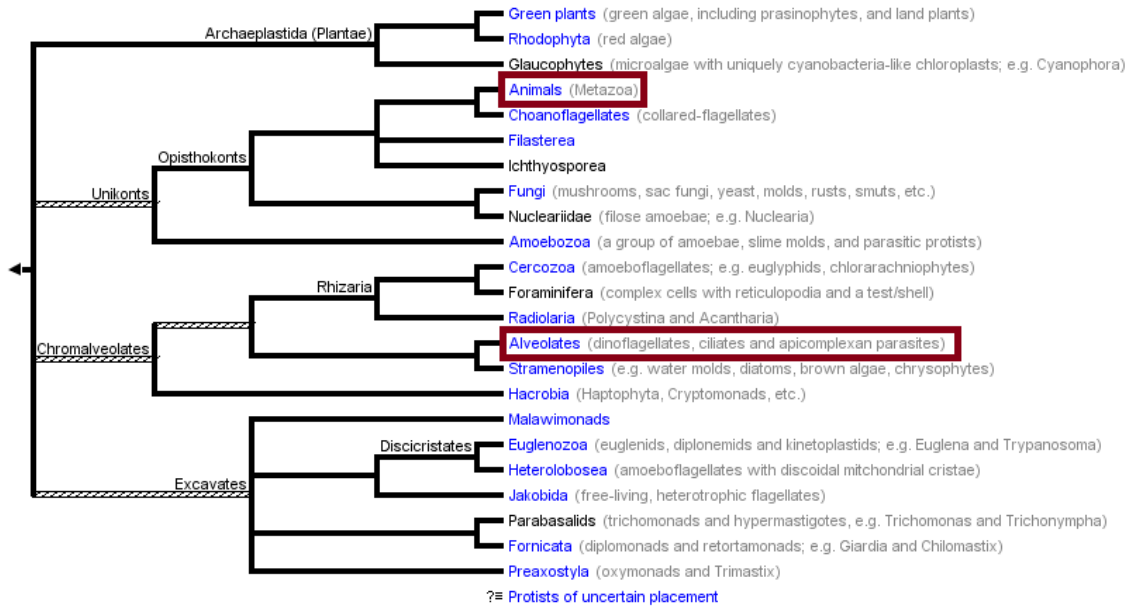 Green plants (green algae, including prasinophytes, and land plants)
Archaeplastida (Plantae)
Rhodophyta (red algae)
Glaucophytes (microalgae with uniquely cyanobacteria-like chloroplasts; e.g. Cyanophora)
Animals (Metazoa)
Choanoflagellates (collared-flagellates)
Filasterea
Opisthokonts
Ichthyosporea
Unikonts
Fungi (mushrooms, sac fungi, yeast, molds, rusts, smuts, etc.)
Nucleariidae (filose amoebae; e.g. Nuclearia)
Amoebozoa (a group of amoebae, slime molds, and parasitic protists)
Cercozoa (amoeboflagellates; e.g. euglyphids, chlorarachniophytes)
Rhizaria
Foraminifera (complex cells with reticulopodia and a test/shell)
Radiolaria (Polycystina and Acantharia)
Chromalveolates
Alveolates (dinoflagellates, ciliates and apicomplexan parasites)
Stramenopiles (e.g. water molds, diatoms, brown algae, chrysophytes)
Hacrobia (Haptophyta, Cryptomonads, etc.)
Malawimonads
Discicristates
Euglenozoa (euglenids, diplonemids and kinetoplastids; e.g. Euglena and Trypanosoma)
Heterolobosea (amoeboflagellates with discoidal mitchondrial cristae)
Excavates
Jakobida (free-living, heterotrophic flagellates)
Parabasalids (trichomonads and hypermastigotes, e.g. Trichomonas and Trichonympha)
Fornicata (diplomonads and retortamonads; e.g. Giardia and Chilomastix)
Preaxostyla (oxymonads and Trimastix)
?≡ Protists of uncertain placement